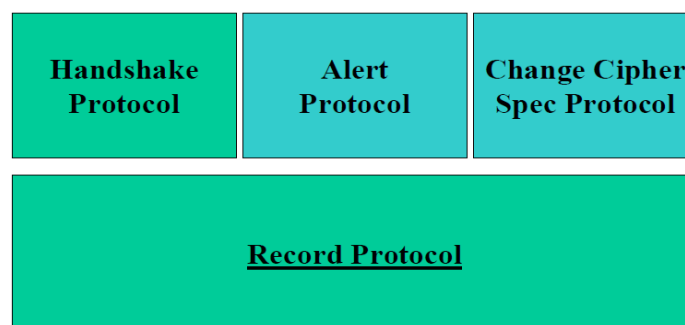 Handshake
Protocol
Alert
Protocol
Change Cipher
Spec Protocol
Record Protocol